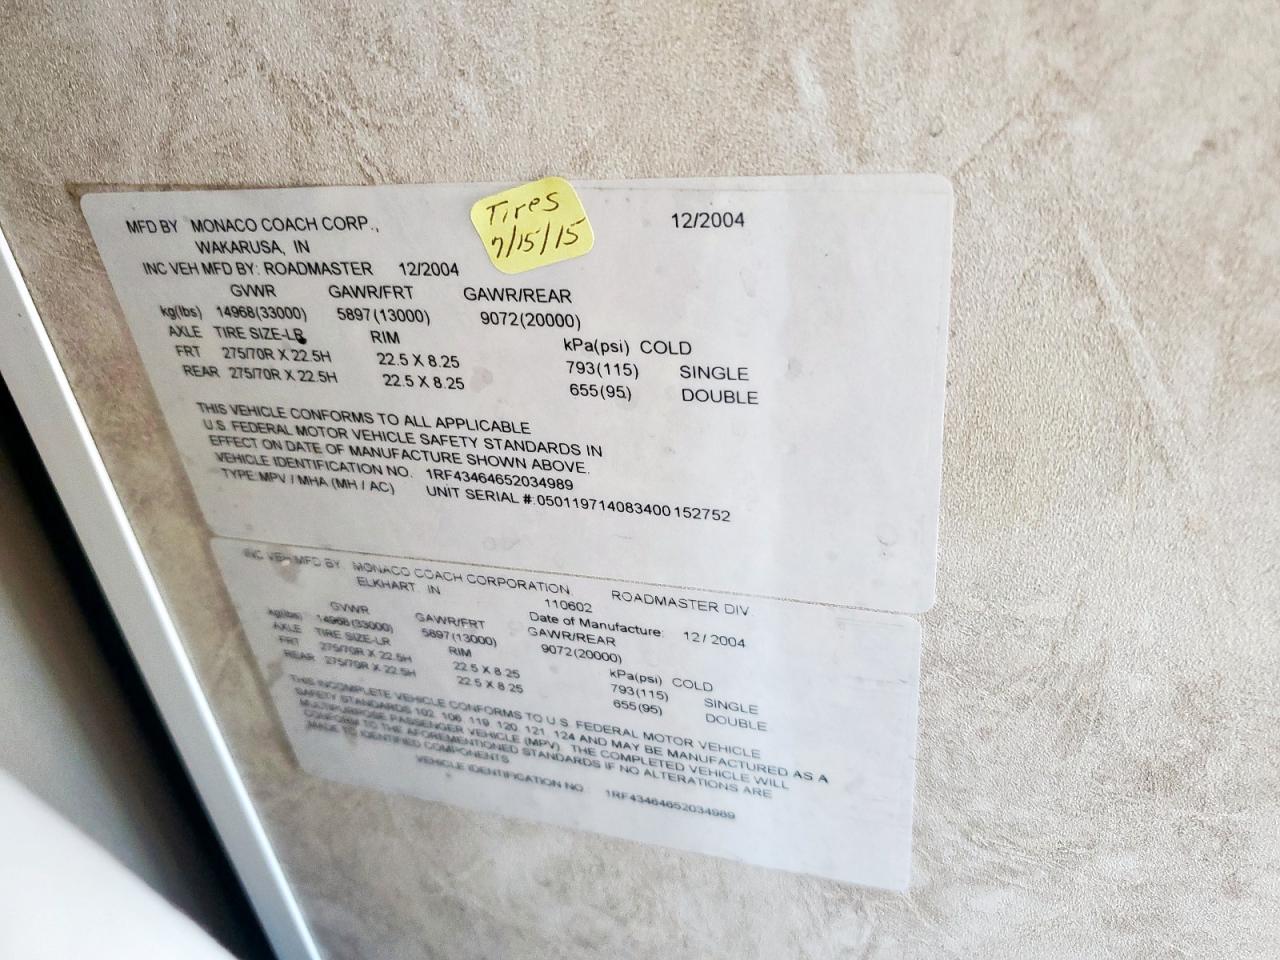 MFD BY MONACO COACH CORP., 12/2004
Tires
7/15/15
WAKARUSA, IN
INC VEH MFD BY: ROADMASTER 12/2004
GVWR GAWR/FRT GAWR/REAR
kg(lbs) 14968(33000) 5897(13000) 9072(20000)
AXLE TIRE SIZE-LR RIM kPa(psi) COLD
FRT 275/70R X 22.5H 22.5 X 8.25 793(115) SINGLE
REAR 275/70R X 22.5H 22.5 X 8.25 655(95) DOUBLE
THIS VEHICLE CONFORMS TO ALL APPLICABLE
U.S. FEDERAL MOTOR VEHICLE SAFETY STANDARDS IN
EFFECT ON DATE OF MANUFACTURE SHOWN ABOVE.
VEHICLE IDENTIFICATION NO. 1RF43464652034989
TYPE:MPV / MHA (MH / AC) UNIT SERIAL #:050119714083400152752
INC VEH MFD BY MONACO COACH CORPORATION ROADMASTER DIV
ELKHART IN 110602
Date of Manufacture: 12/2004
GVWR GAWR/FRT GAWR/REAR
kg(lbs) 14968(33000) 5897(13000) 9072(20000)
AXLE TIRE SIZE-LR RIM kPa(psi) COLD
FRT 275/70R X 22.5H 22.5 X 8.25 793(115) SINGLE
REAR 275/70R X 22.5H 22.5 X 8.25 655(95) DOUBLE
THIS INCOMPLETE VEHICLE CONFORMS TO U.S. FEDERAL MOTOR VEHICLE
SAFETY STANDARDS 102, 106, 119, 120, 121, 124 AND MAY BE MANUFACTURED AS A
MULTIPURPOSE PASSENGER VEHICLE (MPV). THE COMPLETED VEHICLE WILL
CONFORM TO THE AFOREMENTIONED STANDARDS IF NO ALTERATIONS ARE
MADE TO IDENTIFIED COMPONENTS
VEHICLE IDENTIFICATION NO. 1RF43464652034989